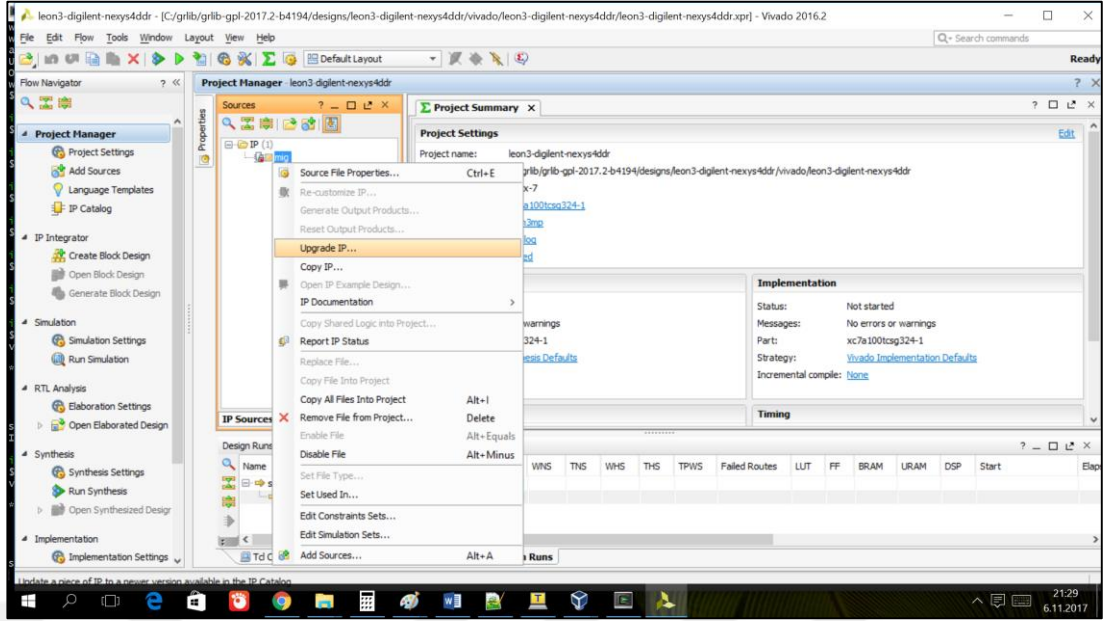 leon3-digilent-nexys4ddr - [C:/grlib/grlib-gpl-2017.2-b4194/designs/leon3-digilent-nexys4ddr/vivado/leon3-digilent-nexys4ddr/leon3-digilent-nexys4ddr.xpr] - Vivado 2016.2
File Edit Flow Tools Window Layout View Help
Search commands
Default Layout
Ready
Flow Navigator
Project Manager - leon3-digilent-nexys4ddr
Sources
Project Summary
Properties
Project Manager
Project Settings
Add Sources
Language Templates
IP Catalog
IP Integrator
Create Block Design
Open Block Design
Generate Block Design
Simulation
Simulation Settings
Run Simulation
RTL Analysis
Elaboration Settings
Open Elaborated Design
Synthesis
Synthesis Settings
Run Synthesis
Open Synthesized Desigr
Implementation
Implementation Settings
IP (1)
mig
IP Sources
Source File Properties... Ctrl+E
Re-customize IP...
Generate Output Products...
Reset Output Products...
Upgrade IP...
Copy IP...
Open IP Example Design...
IP Documentation
Copy Shared Logic into Project...
Report IP Status
Replace File...
Copy File Into Project
Copy All Files Into Project Alt+I
Remove File from Project... Delete
Enable File Alt+Equals
Disable File Alt+Minus
Set File Type...
Set Used In...
Edit Constraints Sets...
Edit Simulation Sets...
Add Sources... Alt+A
Project Settings Edit
Project name: leon3-digilent-nexys4ddr
grlib/grlib-gpl-2017.2-b4194/designs/leon3-digilent-nexys4ddr/vivado/leon3-digilent-nexys4ddr
x-7
a100tcsg324-1
n3mp
log
ed
warnings
324-1
esis Defaults
Implementation
Status: Not started
Messages: No errors or warnings
Part: xc7a100tcsg324-1
Strategy: Vivado Implementation Defaults
Incremental compile: None
Timing
Design Runs
Name WNS TNS WHS THS TPWS Failed Routes LUT FF BRAM URAM DSP Start Elap
Tcl C
Runs
Update a piece of IP to a newer version available in the IP Catalog
21:29
6.11.2017